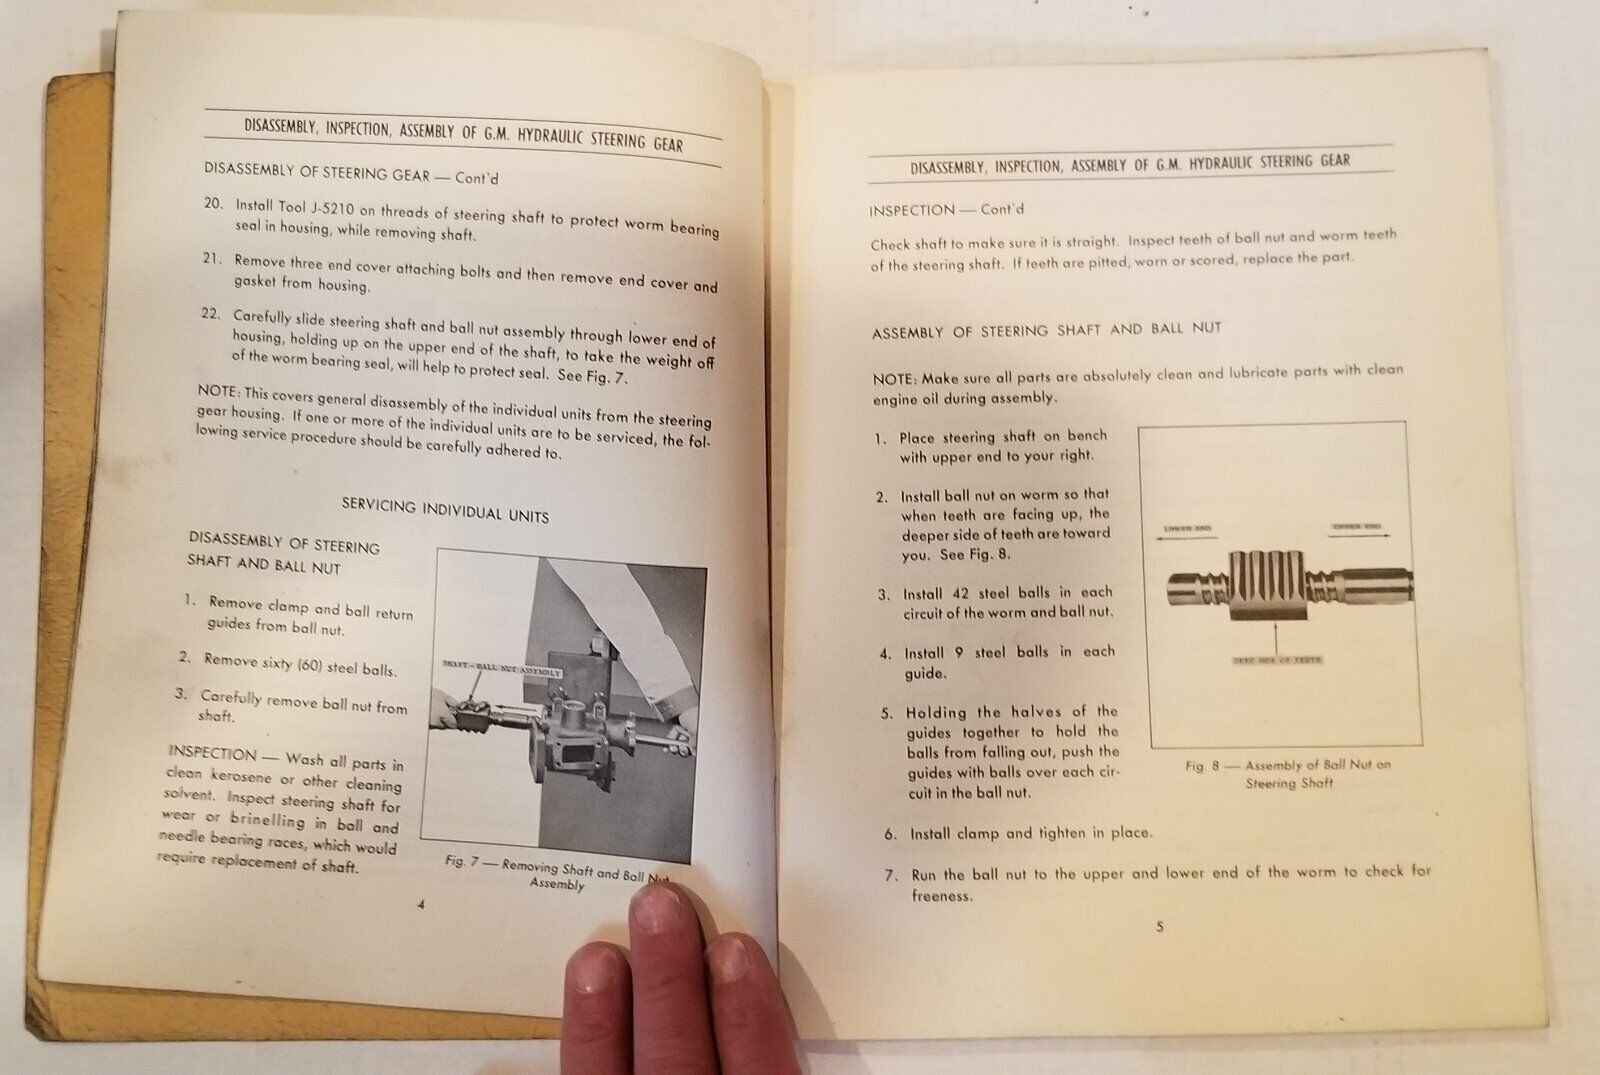 DISASSEMBLY, INSPECTION, ASSEMBLY OF G.M. HYDRAULIC STEERING GEAR
DISASSEMBLY OF STEERING GEAR — Cont'd
20. Install Tool J-5210 on threads of steering shaft to protect worm bearing
seal in housing, while removing shaft.
21. Remove three end cover attaching bolts and then remove end cover and
gasket from housing.
22. Carefully slide steering shaft and ball nut assembly through lower end of
housing, holding up on the upper end of the shaft, to take the weight off
of the worm bearing seal, will help to protect seal. See Fig. 7.
NOTE: This covers general disassembly of the individual units from the steering
gear housing. If one or more of the individual units are to be serviced, the fol-
lowing service procedure should be carefully adhered to.
SERVICING INDIVIDUAL UNITS
DISASSEMBLY OF STEERING
SHAFT AND BALL NUT
1. Remove clamp and ball return
guides from ball nut.
2. Remove sixty (60) steel balls.
3. Carefully remove ball nut from
shaft.
INSPECTION — Wash all parts in
clean kerosene or other cleaning
solvent. Inspect steering shaft for
wear or brinelling in ball and
needle bearing races, which would
require replacement of shaft.
SHAFT - BALL NUT ASSEMBLY
Fig. 7 — Removing Shaft and Ball Nut
Assembly
4
DISASSEMBLY, INSPECTION, ASSEMBLY OF G.M. HYDRAULIC STEERING GEAR
INSPECTION — Cont'd
Check shaft to make sure it is straight. Inspect teeth of ball nut and worm teeth
of the steering shaft. If teeth are pitted, worn or scored, replace the part.
ASSEMBLY OF STEERING SHAFT AND BALL NUT
NOTE: Make sure all parts are absolutely clean and lubricate parts with clean
engine oil during assembly.
1. Place steering shaft on bench
with upper end to your right.
2. Install ball nut on worm so that
when teeth are facing up, the
deeper side of teeth are toward
you. See Fig. 8.
3. Install 42 steel balls in each
circuit of the worm and ball nut.
4. Install 9 steel balls in each
guide.
5. Holding the halves of the
guides together to hold the
balls from falling out, push the
guides with balls over each cir-
cuit in the ball nut.
LOWER END
UPPER END
DEEP SIDE OF TEETH
Fig. 8 — Assembly of Ball Nut on
Steering Shaft
6. Install clamp and tighten in place.
7. Run the ball nut to the upper and lower end of the worm to check for
freeness.
5